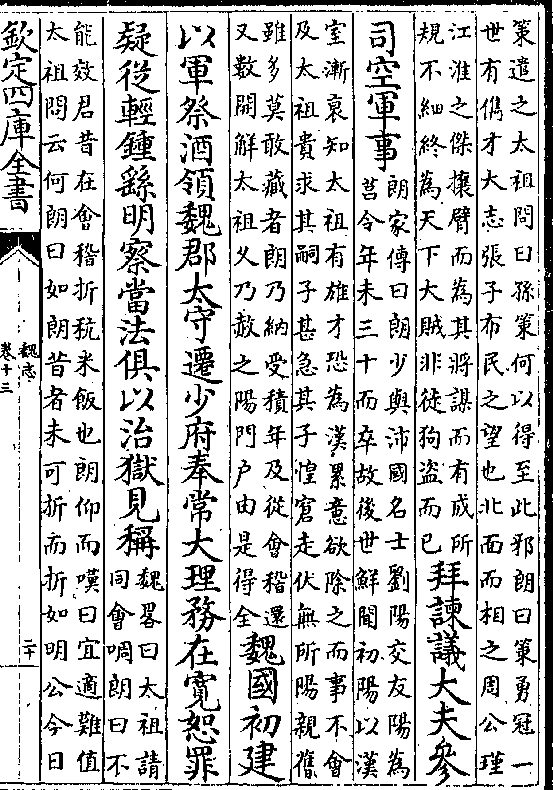 策遣之太祖問曰孫策何以得至此邪朗曰策勇冠一
世有儁才大志張子布民之望也北面而相之周公瑾
江淮之傑攘臂而為其將謀而有成所
規不細終為天下大賊非徒狗盜而已
拜諫議大夫參
司空軍事
朗家傳曰朗少與沛國名士劉陽交友陽為
莒令年未三十而卒故後世鮮聞初陽以漢
室漸衰知太祖有雄才恐為漢累意欲除之而事不會
及太祖貴求其嗣子甚急其子惶窘走伏無所陽親舊
雖多莫敢藏者朗乃納受積年及從會稽還
又數開解太祖乆乃赦之陽門户由是得全
魏國初建
以軍祭酒領魏郡太守遷少府奉常大理務在寬恕罪
疑從輕鍾繇明察當法俱以治獄見稱
魏畧曰太祖請
同會啁朗曰不
能效君昔在會稽折秔米飯也朗仰而嘆曰宜適難值
太祖問云何朗曰如朗昔者未可折而折如明公今日
欽定四庫全書
魏志
卷十三
二十